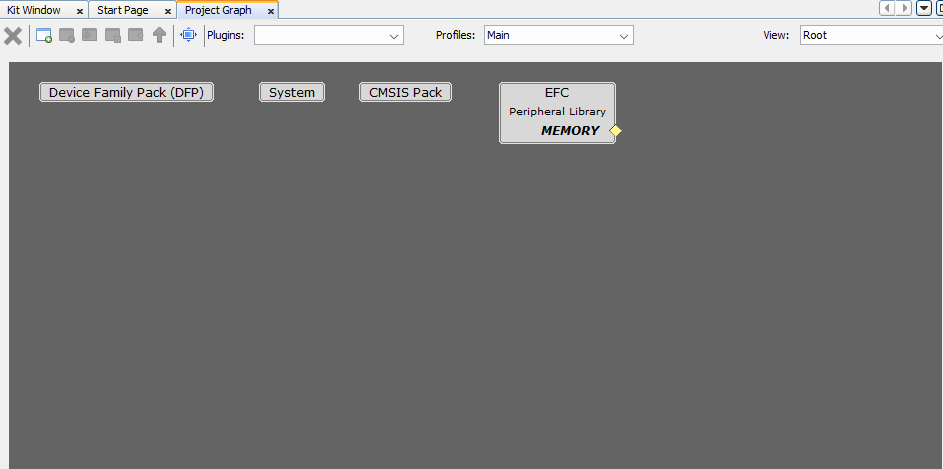 Kit Window Start Page Project Graph
Plugins: Profiles: Main View: Root
Device Family Pack (DFP) System CMSIS Pack EFC
Peripheral Library
MEMORY